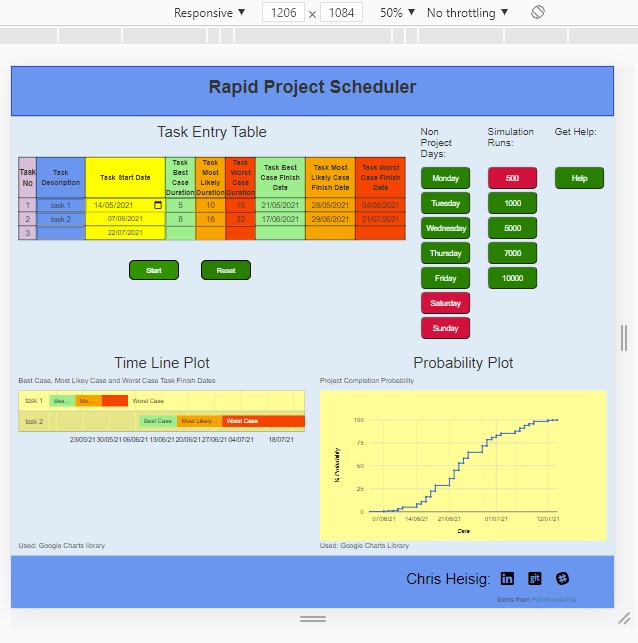 Responsive ▼ 1206 x 1084 50% ▼ No throttling ▼
Rapid Project Scheduler
Task Entry Table
Non Project Days:
Simulation Runs:
Get Help:
Task No
Task Description
Task Start Date
Task Best Case Duration
Task Most Likely Duration
Task Worst Case Duration
Task Best Case Finish Date
Task Most Likely Case Finish Date
Task Worst Case Finish Date
1 task 1 14/05/2021 5 10 15 21/05/2021 28/05/2021 04/06/2021
2 task 2 07/06/2021 8 16 32 17/06/2021 29/06/2021 21/07/2021
3 22/07/2021
Start Reset
Monday 500 Help
Tuesday 1000
Wednesday 5000
Thursday 7000
Friday 10000
Saturday
Sunday
Time Line Plot
Best Case, Most Likey Case and Worst Case Task Finish Dates
task 1 Bes... Mo... Worst Case
task 2 Best Case Most Likely... Worst Case
23/05/21 30/05/21 06/06/21 13/06/21 20/06/21 27/06/21 04/07/21 18/07/21
Used: Google Charts library
Probability Plot
Project Completion Probability
% Probability
100
75
50
25
0
07/06/21 14/06/21 21/06/21 01/07/21 12/07/21
Date
Used: Google Charts Library
Chris Heisig: in git
Icons from FontAwesome